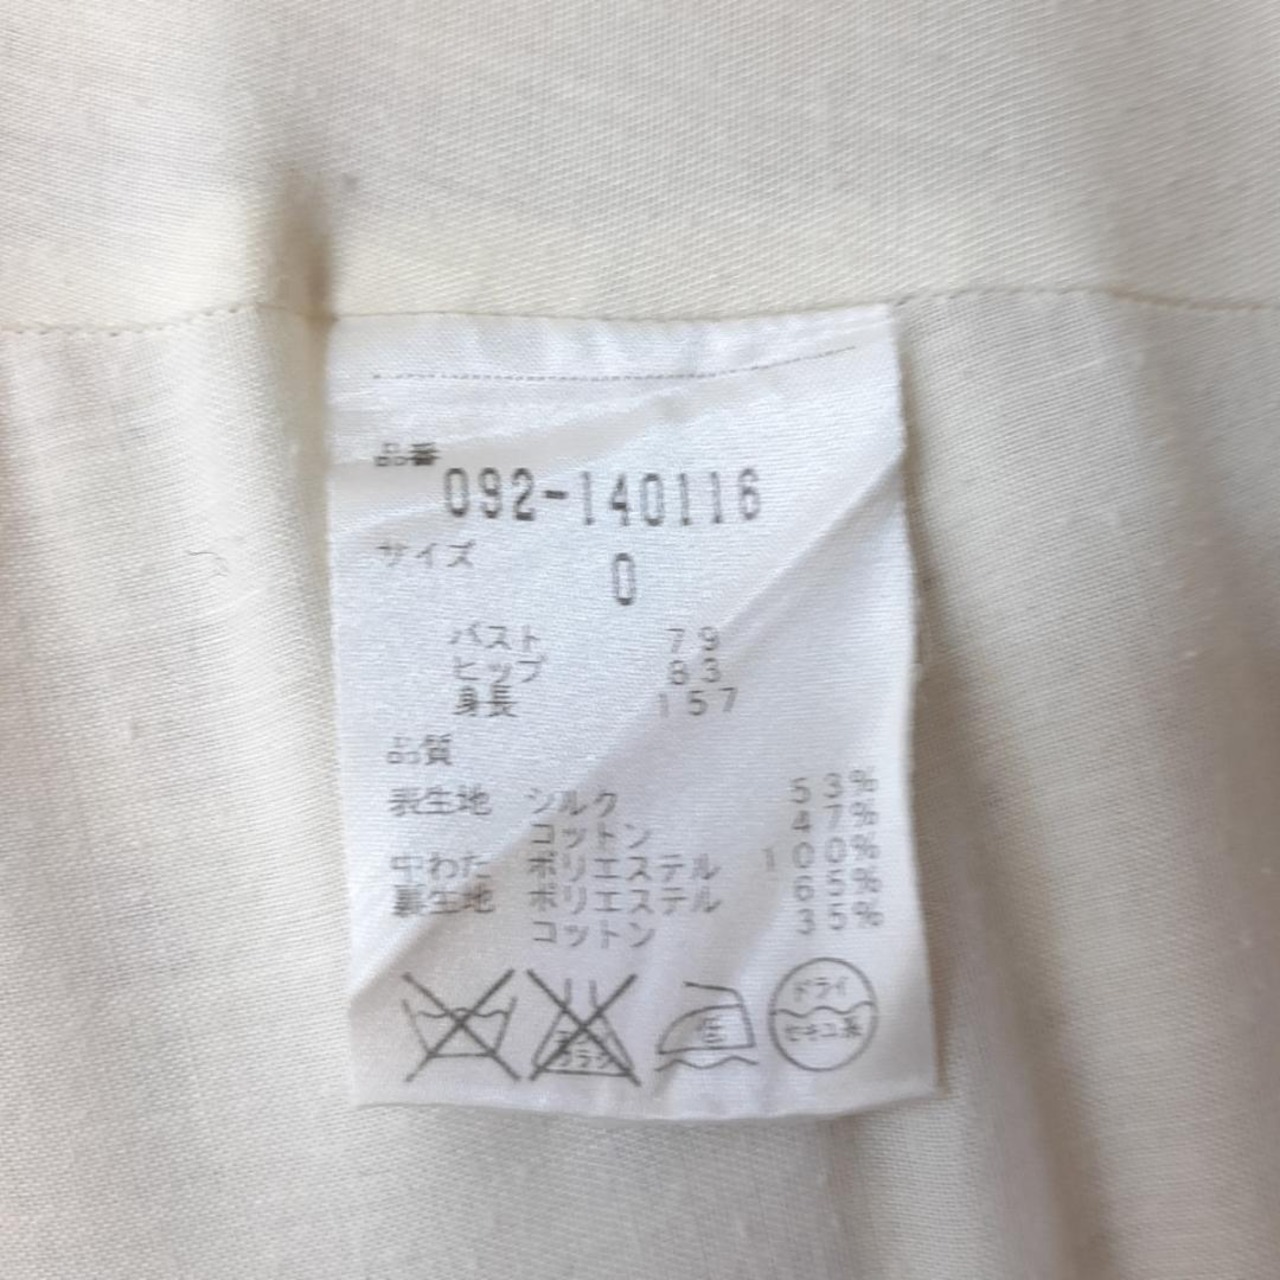 品番
092-140116
サイズ
0
バスト 79
ヒップ 83
身長 157
品質
表生地 シルク 53%
コットン 47%
中わた ポリエステル 100%
裏生地 ポリエステル 65%
コットン 35%
低
ドライ
セキユ系